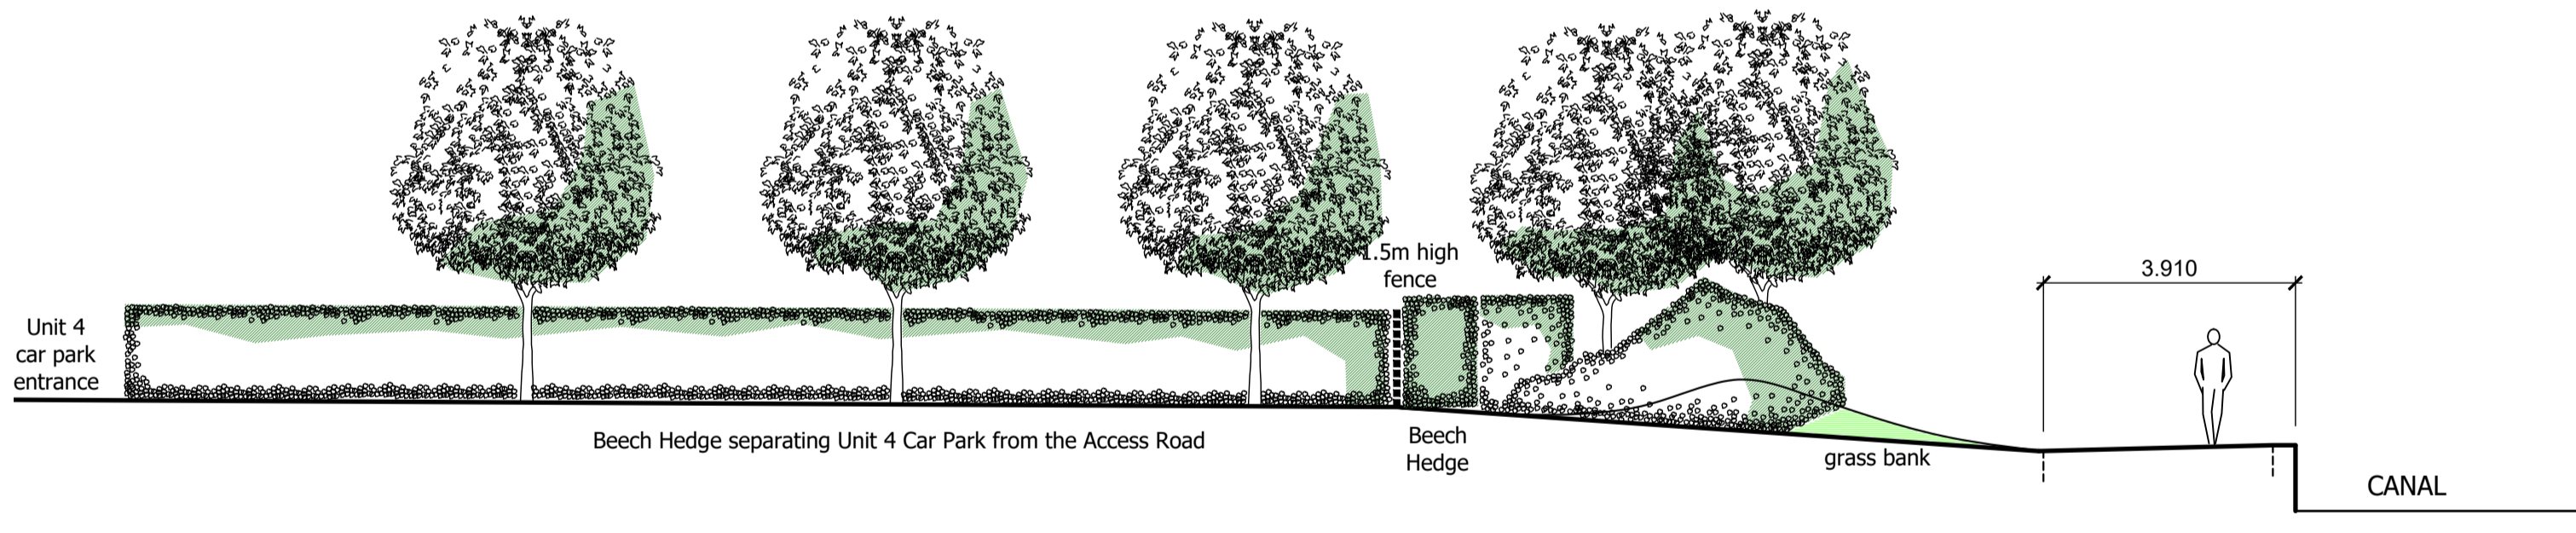 1.5m high
fence
3.910
Unit 4
car park
entrance
Beech Hedge separating Unit 4 Car Park from the Access Road
Beech
Hedge
grass bank
CANAL